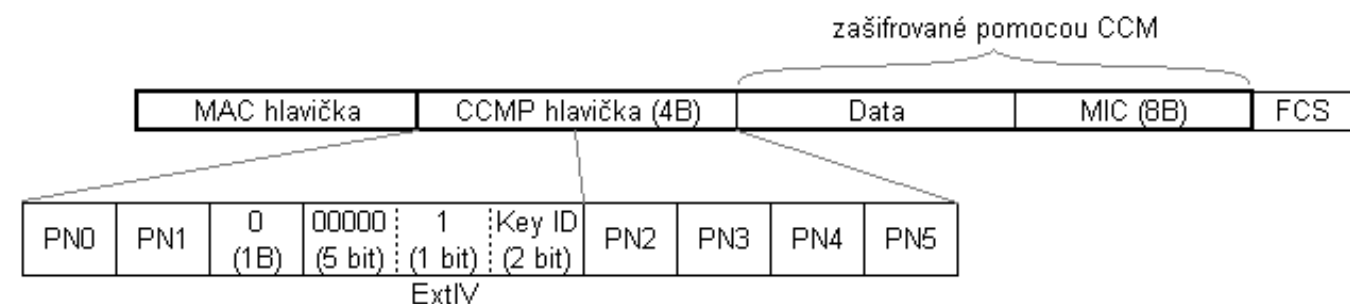 zašifrované pomocou CCM
MAC hlavička CCMP hlavička (4B) Data MIC (8B) FCS
PN0 PN1 0 (1B) 00000 (5 bit) 1 (1 bit) Key ID (2 bit) PN2 PN3 PN4 PN5
ExtIV